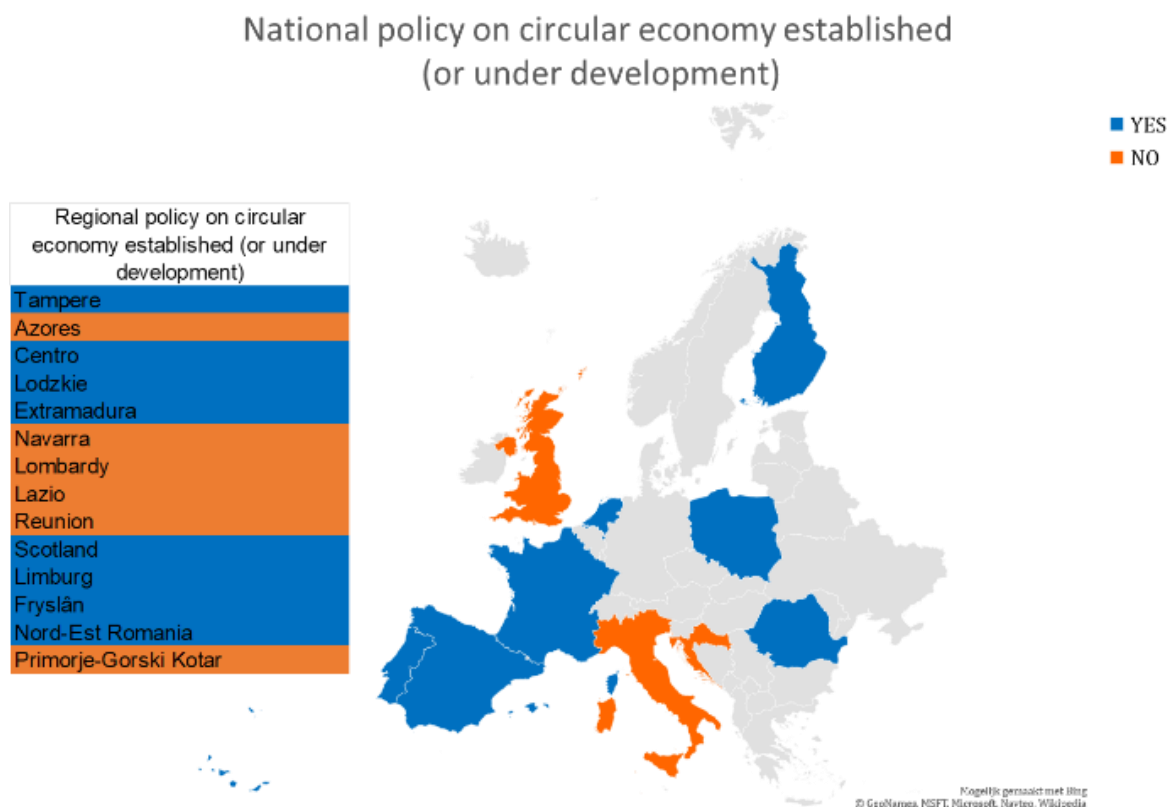 National policy on circular economy established
(or under development)
YES
NO
Regional policy on circular
economy established (or under
development)
Tampere
Azores
Centro
Lodzkie
Extramadura
Navarra
Lombardy
Lazio
Reunion
Scotland
Limburg
Fryslân
Nord-Est Romania
Primorje-Gorski Kotar
Mogelijk gemaakt met Bing
© GeoNames, MSFT, Microsoft, Navteq, Wikipedia